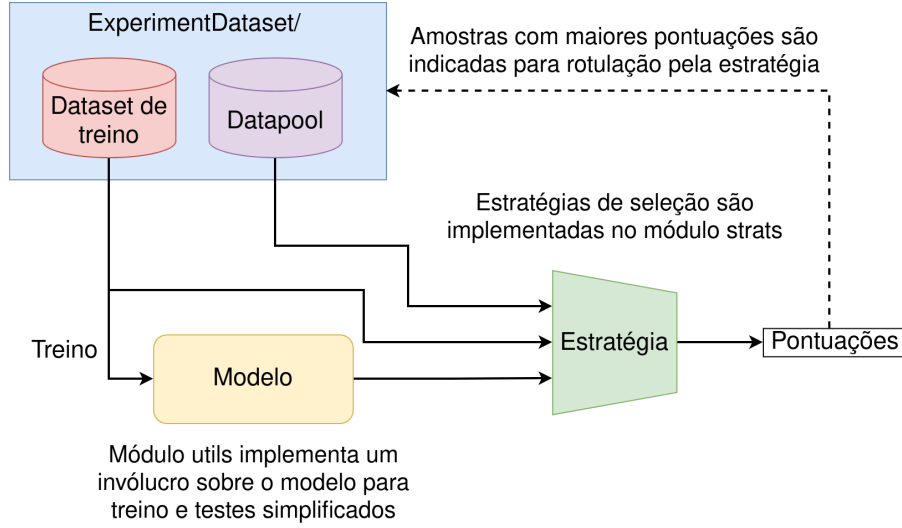 ExperimentDataset/
Dataset de
treino
Datapool
Amostras com maiores pontuações são
indicadas para rotulação pela estratégia
Estratégias de seleção são
implementadas no módulo strats
Treino
Modelo
Estratégia
Pontuações
Módulo utils implementa um
invólucro sobre o modelo para
treino e testes simplificados